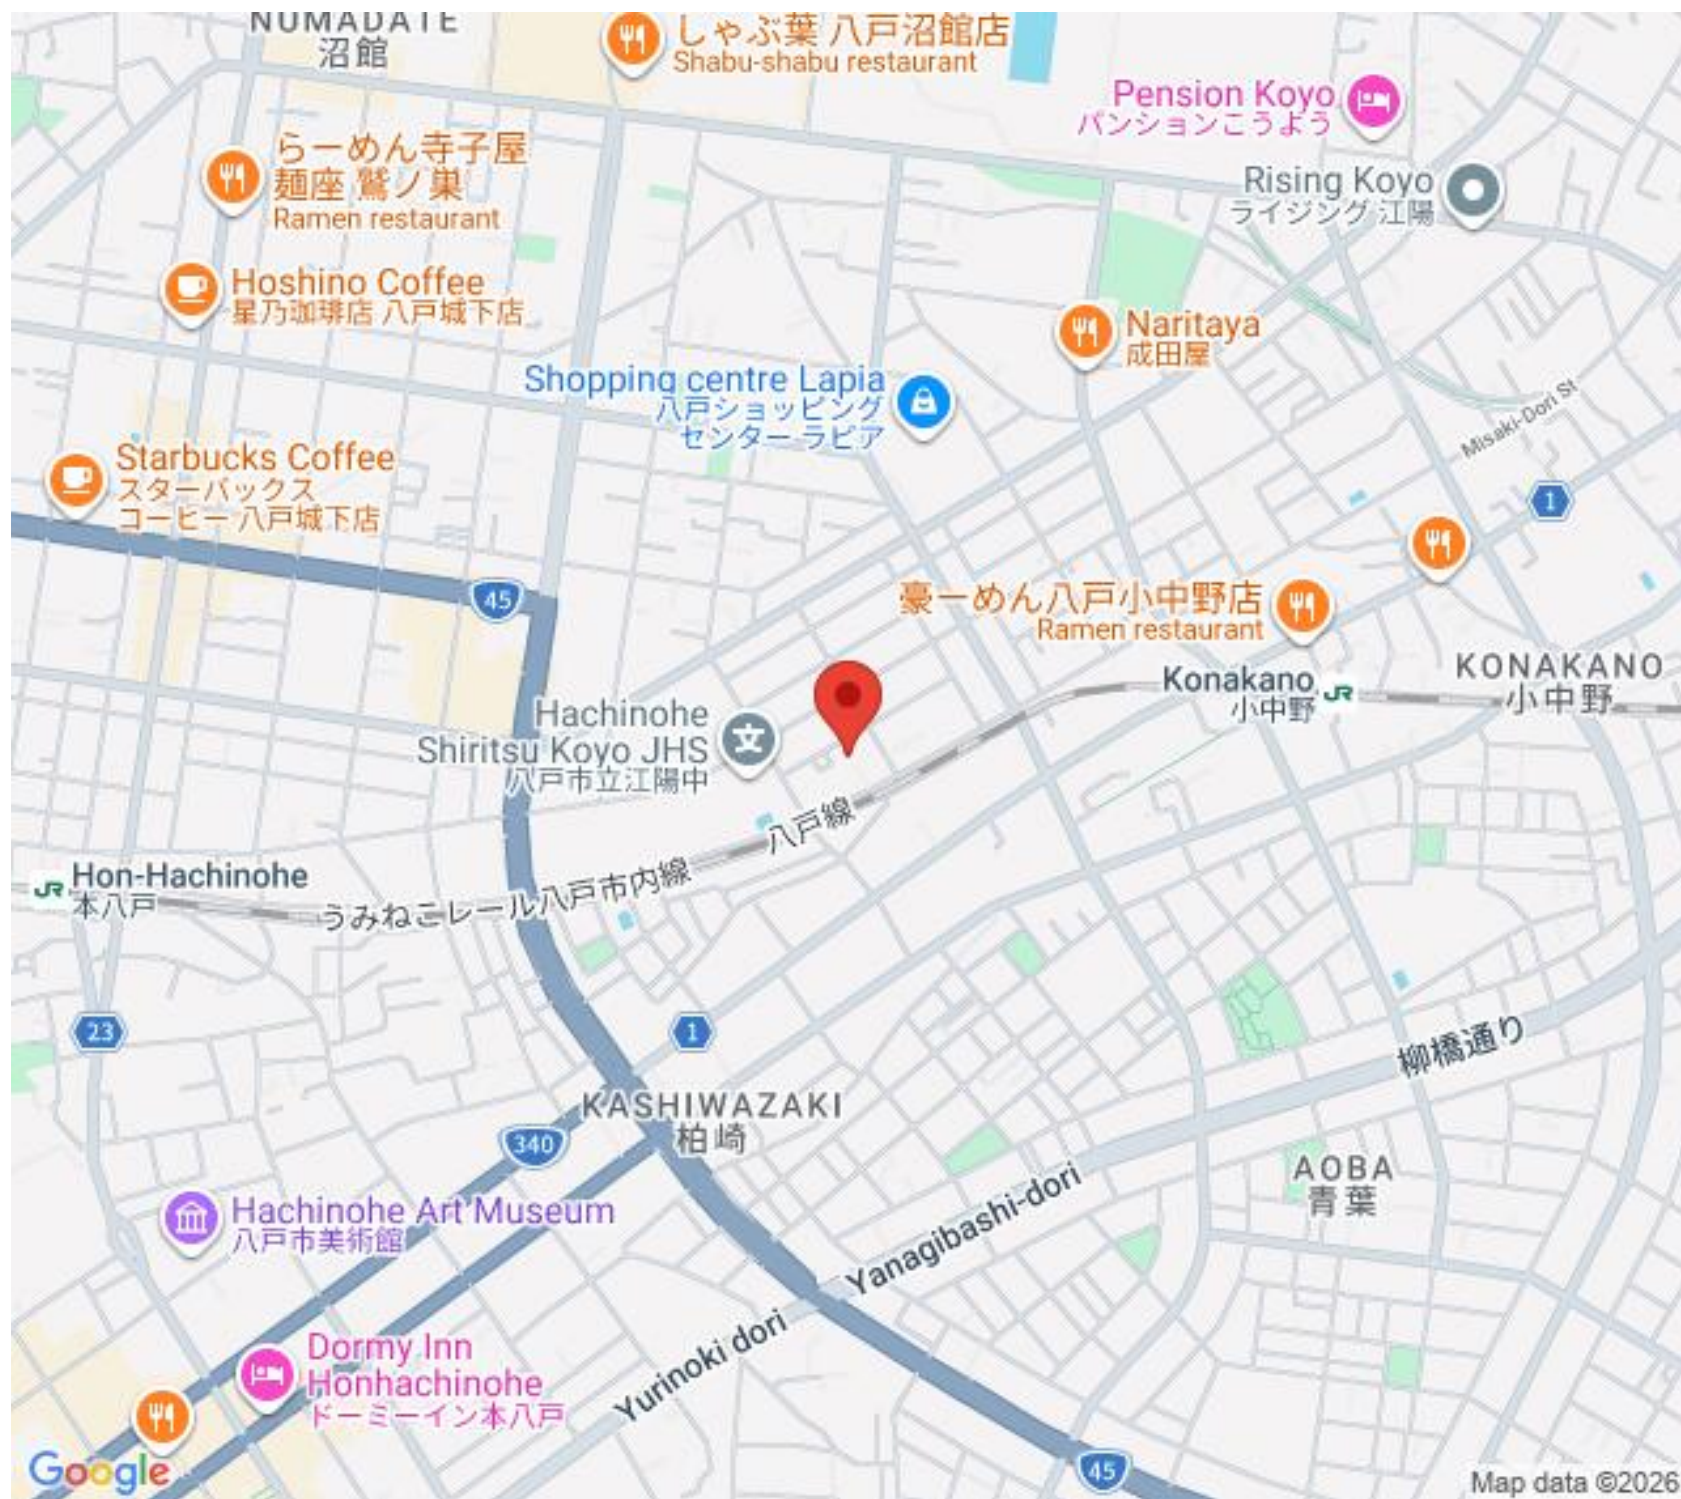 NUMADATE
沼館
しゃぶ葉 八戸沼館店
Shabu-shabu restaurant
Pension Koyo
パンションこうよう
らーめん寺子屋
麺座 鷲ノ巣
Ramen restaurant
Rising Koyo
ライジング 江陽
Hoshino Coffee
星乃珈琲店 八戸城下店
Naritaya
成田屋
Shopping centre Lapia
八戸ショッピング
センター ラピア
Misaki-Dori St
Starbucks Coffee
スターバックス
コーヒー 八戸城下店
1
45
豪ーめん八戸小中野店
Ramen restaurant
Konakano
小中野
KONAKANO
小中野
Hachinohe
Shiritsu Koyo JHS
八戸市立江陽中
文
八戸線
JR
JR
Hon-Hachinohe
本八戸
うみねこレール八戸市内線
23
1
柳橋通り
KASHIWAZAKI
柏崎
340
AOBA
青葉
Hachinohe Art Museum
八戸市美術館
Yanagibashi-dori
Yurinoki dori
Dormy Inn
Honhachinohe
ドーミーイン本八戸
45
Google
Map data ©2026